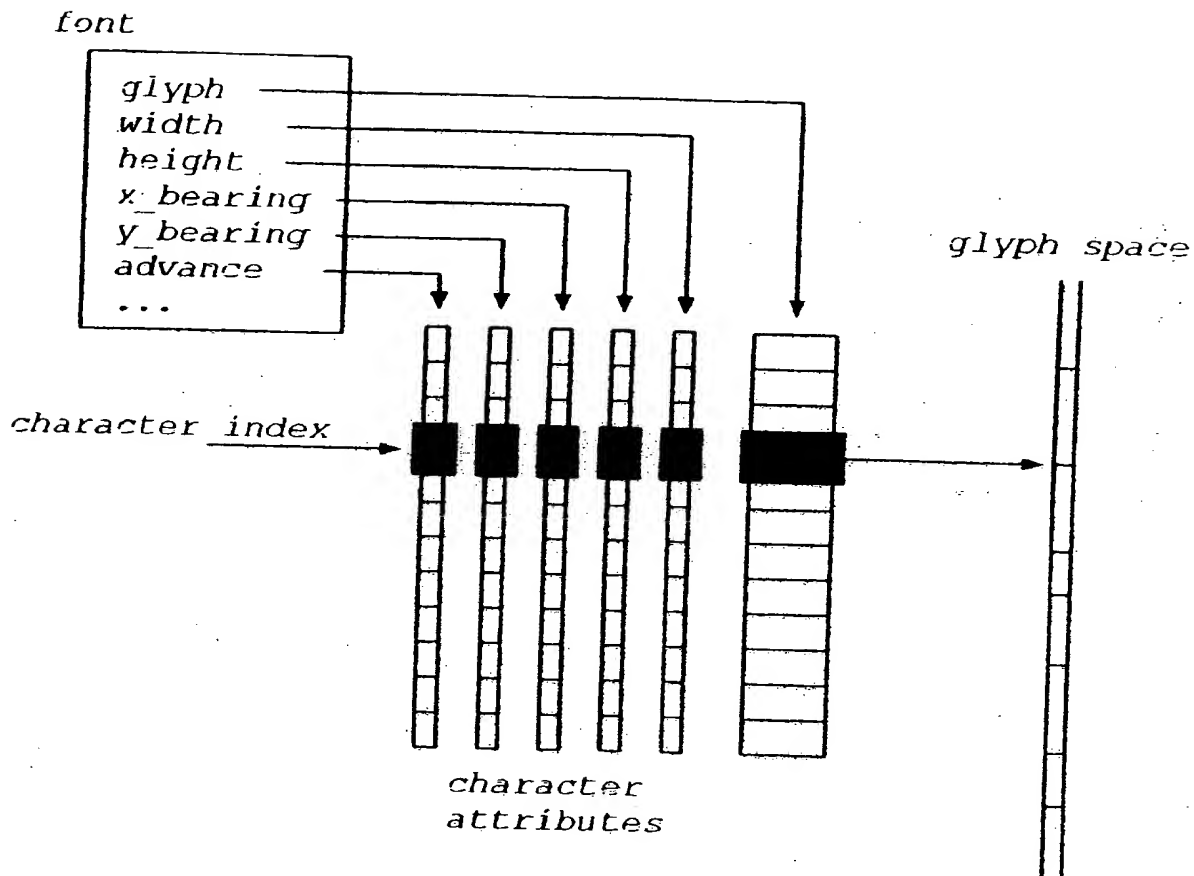 font
glyph
width
height
x_bearing
y_bearing
advance
...
glyph space
character index
character
attributes